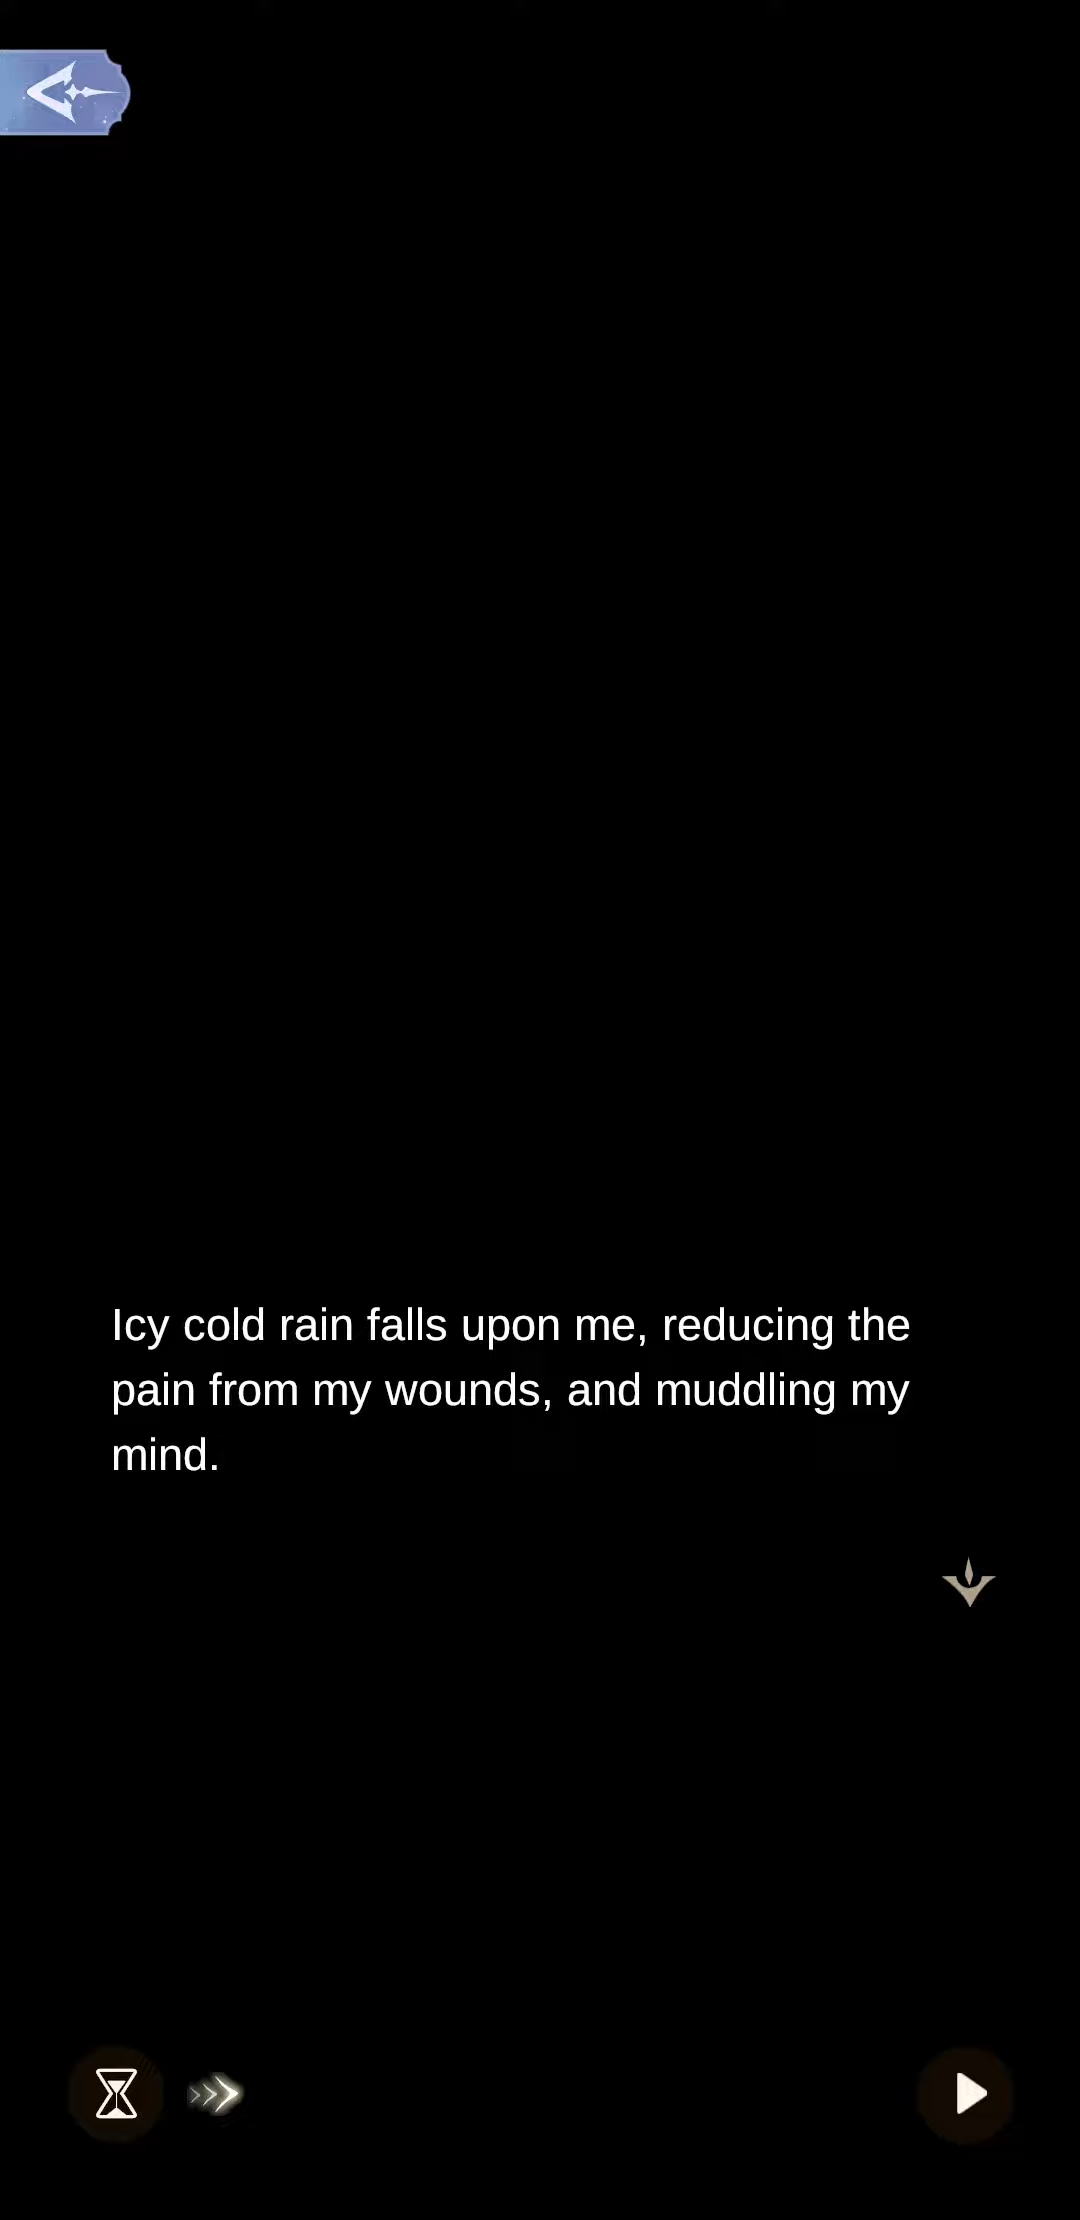 Icy cold rain falls upon me, reducing the
pain from my wounds, and muddling my
mind.